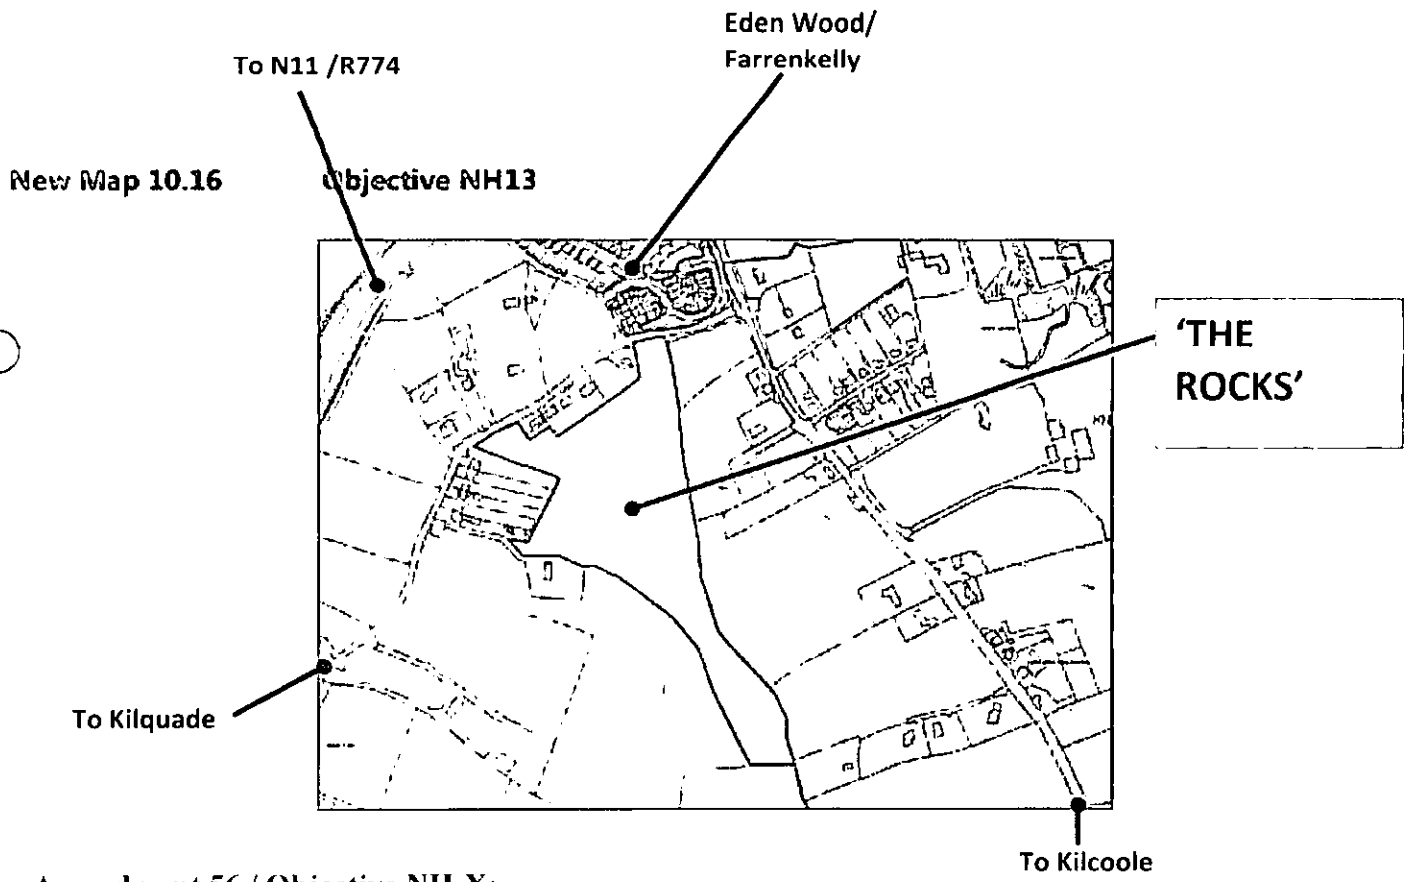 Eden Wood/
Farrenkelly
To N11 /R774
New Map 10.16 Objective NH13
'THE
ROCKS'
To Kilquade
To Kilcoole